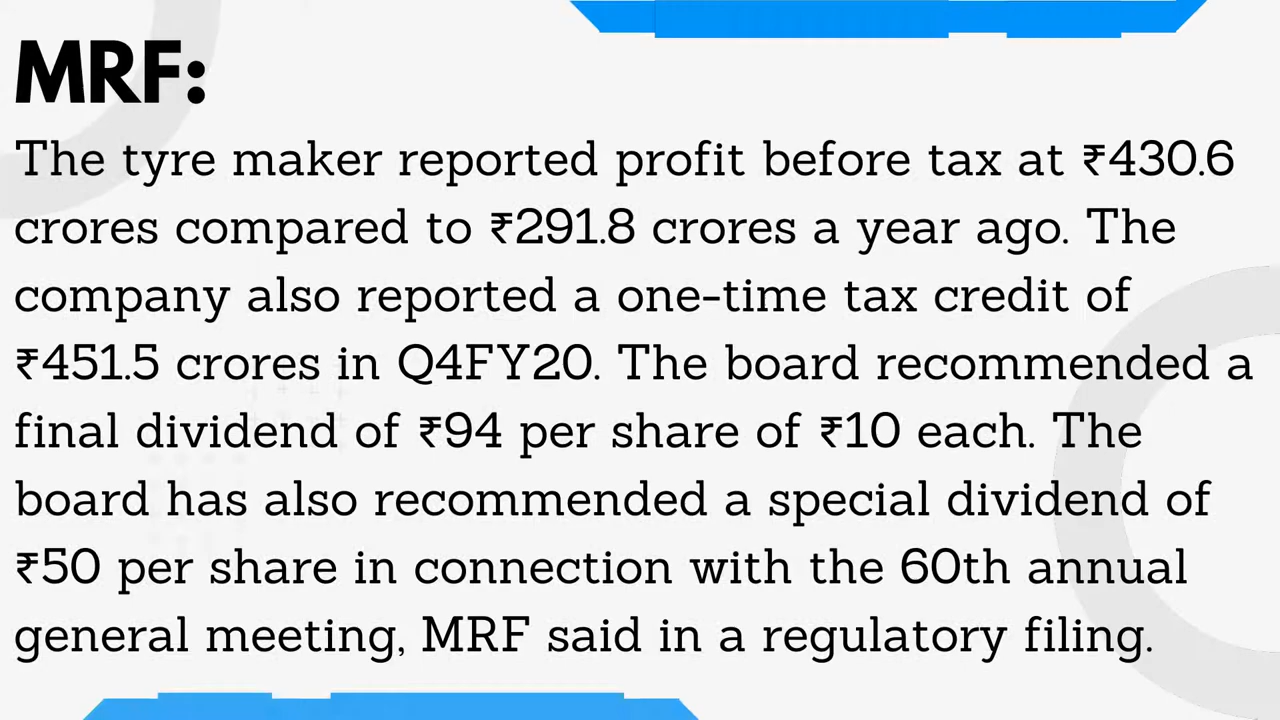 MRF:
The tyre maker reported profit before tax at ₹430.6
crores compared to ₹291.8 crores a year ago. The
company also reported a one-time tax credit of
₹451.5 crores in Q4FY20. The board recommended a
final dividend of ₹94 per share of ₹10 each. The
board has also recommended a special dividend of
₹50 per share in connection with the 60th annual
general meeting, MRF said in a regulatory filing.